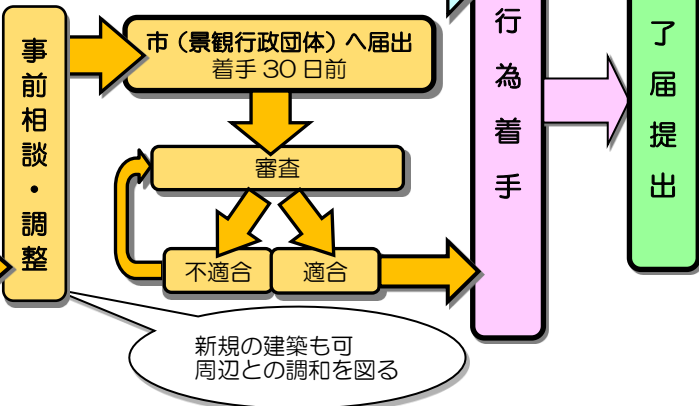 事前相談・調整
市（景観行政団体）へ届出
着手 30 日前
審査
不適合
適合
新規の建築も可
周辺との調和を図る
行為着手
了届提出